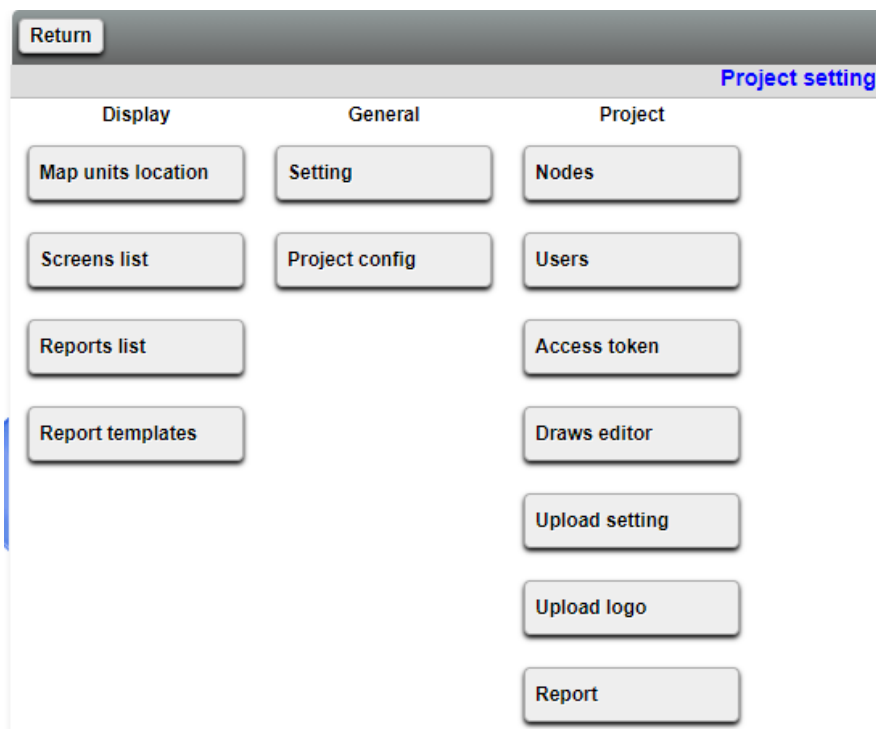 Return
Project setting
Display General Project
Map units location Setting Nodes
Screens list Project config Users
Reports list Access token
Report templates Draws editor
Upload setting
Upload logo
Report